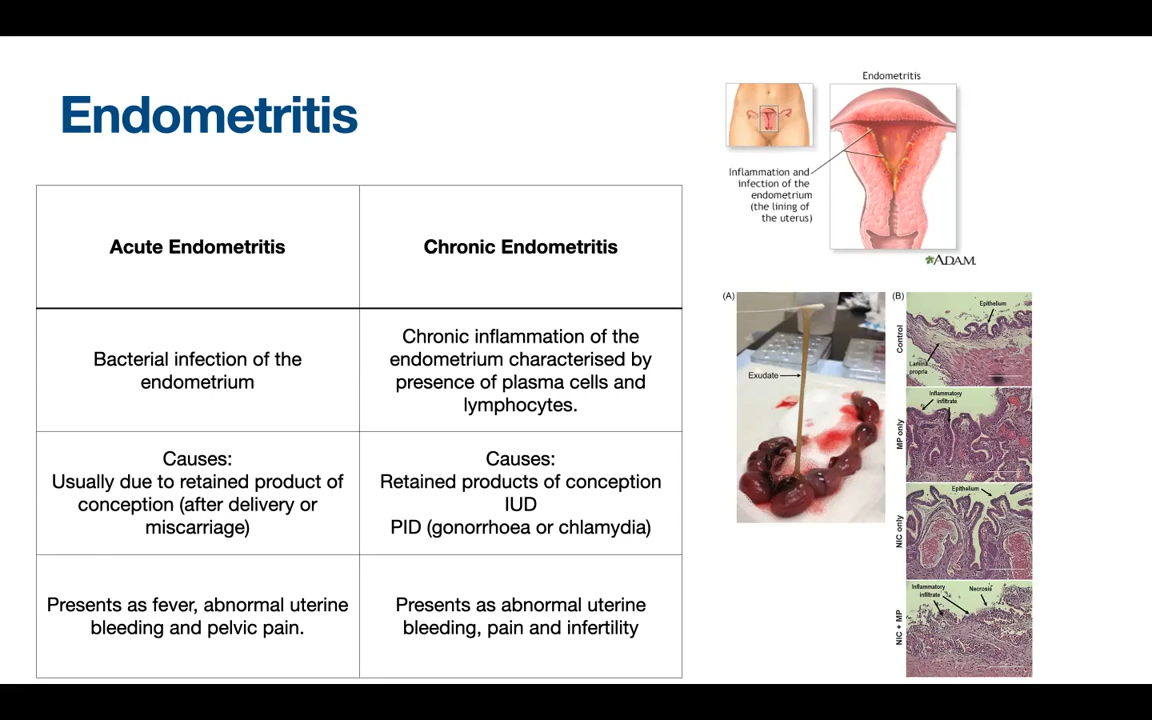 Endometritis
Acute Endometritis
Chronic Endometritis
Bacterial infection of the
endometrium
Chronic inflammation of the
endometrium characterised by
presence of plasma cells and
lymphocytes.
Causes:
Usually due to retained product of
conception (after delivery or
miscarriage)
Causes:
Retained products of conception
IUD
PID (gonorrhoea or chlamydia)
Presents as fever, abnormal uterine
bleeding and pelvic pain.
Presents as abnormal uterine
bleeding, pain and infertility
Endometritis
Inflammation and
infection of the
endometrium
(the lining of
the uterus)
ADAM.
(A)
Exudate
(B)
Control
Epithelium
Lamina
propria
MP only
Inflammatory
infiltrate
NIC only
Epithelium
NIC + MP
Inflammatory
infiltrate
Necrosis